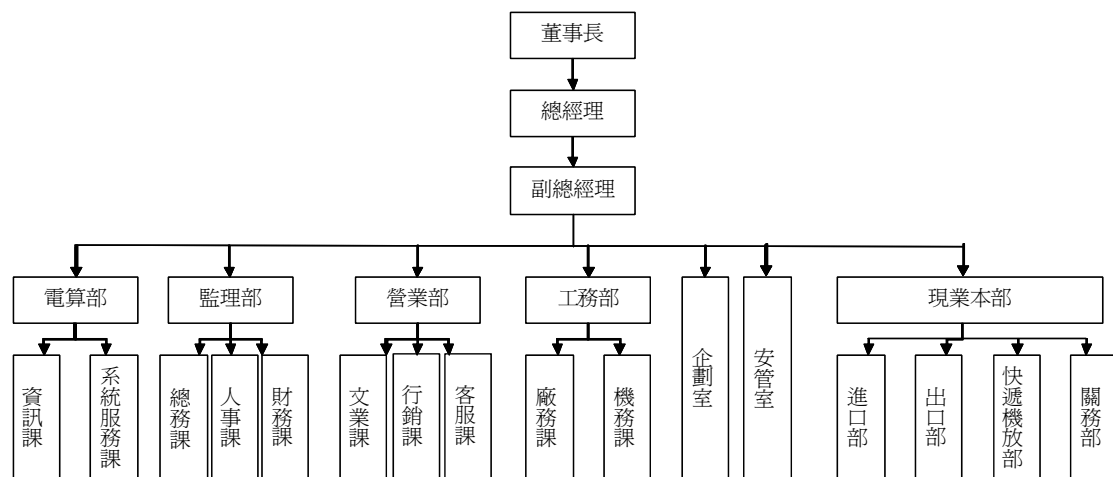 董事長
總經理
副總經理
電算部
監理部
營業部
工務部
企劃室
安管室
現業本部
資訊課
系統服務課
總務課
人事課
財務課
文業課
行銷課
客服課
廠務課
機務課
進口部
出口部
快遞機放部
關務部